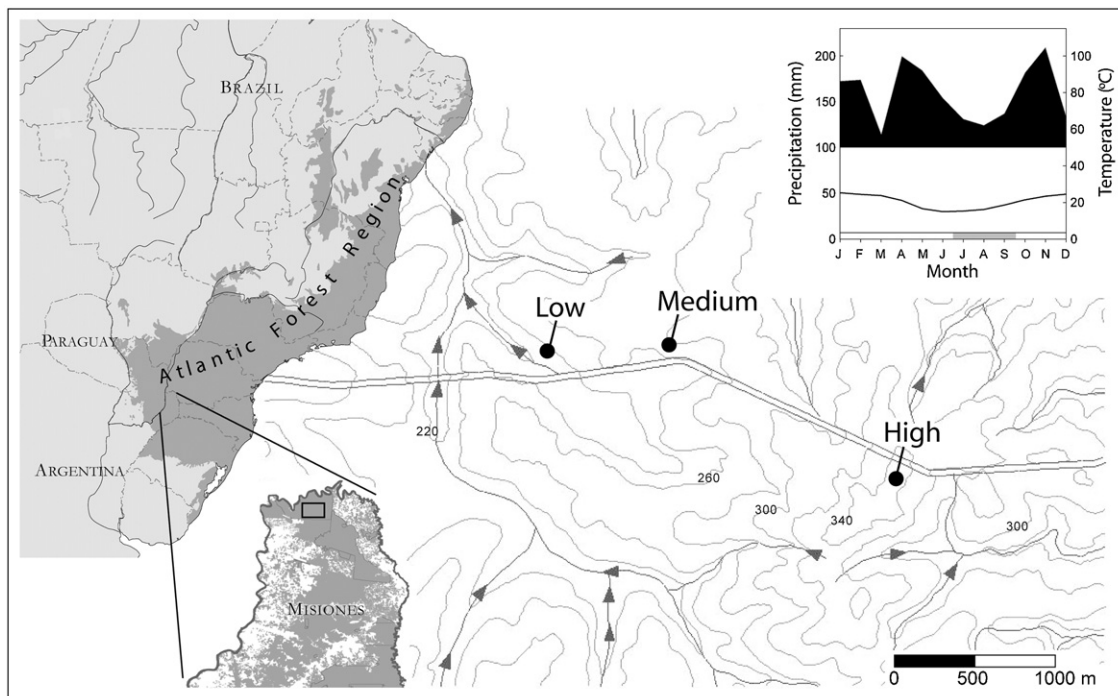 BRAZIL
Atlantic Forest Region
PARAGUAY
ARGENTINA
MISIONES
Low
Medium
High
220
260
300
340
300
0 500 1000 m
Precipitation (mm)
200
150
100
50
0
Temperature (ºC)
100
80
60
40
20
0
J F M A M J J A S O N D
Month